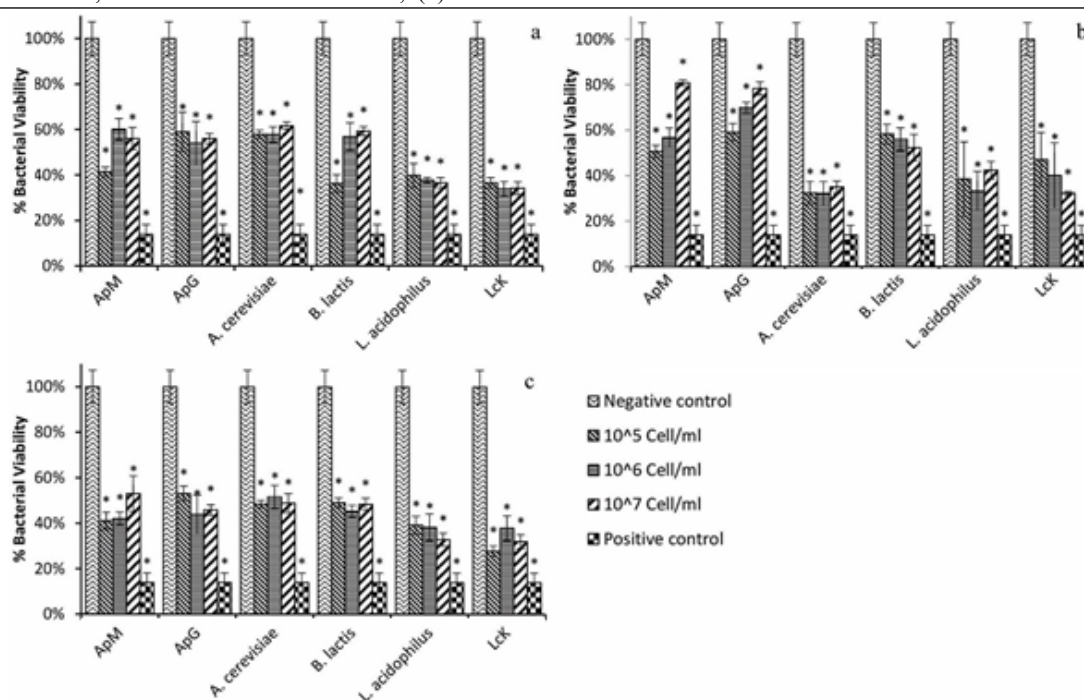 a
100%
80%
60%
40%
20%
0%
% Bacterial Viability
* * * * * * * * * * * * * * * * * * * * * * * *
ApM ApG A. cerevisiae B. lactis L. acidophilus LcK
b
100%
80%
60%
40%
20%
0%
% Bacterial Viability
* * * * * * * * * * * * * * * * * * * * * * * *
ApM ApG A. cerevisiae B. lactis L. acidophilus LcK
c
100%
80%
60%
40%
20%
0%
% Bacterial Viability
* * * * * * * * * * * * * * * * * * * * * * * *
ApM ApG A. cerevisiae B. lactis L. acidophilus LcK
Negative control
10^5 Cell/ml
10^6 Cell/ml
10^7 Cell/ml
Positive control